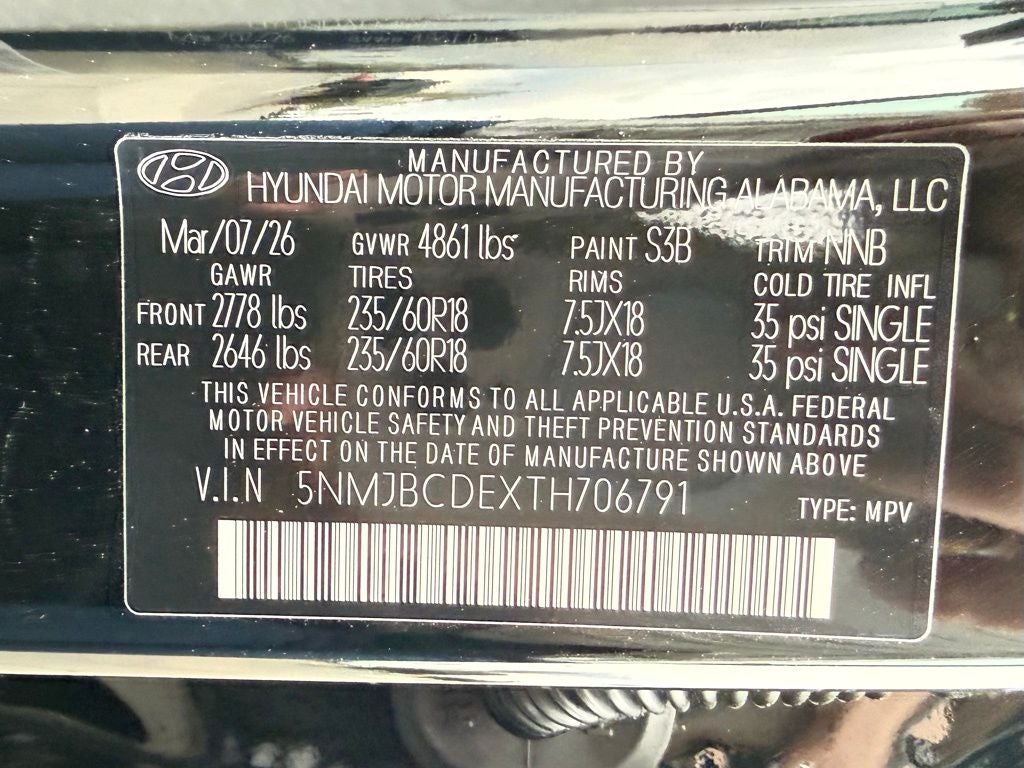 MANUFACTURED BY
HYUNDAI MOTOR MANUFACTURING ALABAMA, LLC
Mar/07/26 GVWR 4861 lbs PAINT S3B TRIM NNB
GAWR TIRES RIMS COLD TIRE INFL
FRONT 2778 lbs 235/60R18 7.5JX18 35 psi SINGLE
REAR 2646 lbs 235/60R18 7.5JX18 35 psi SINGLE
THIS VEHICLE CONFORMS TO ALL APPLICABLE U.S.A. FEDERAL
MOTOR VEHICLE SAFETY AND THEFT PREVENTION STANDARDS
IN EFFECT ON THE DATE OF MANUFACTURE SHOWN ABOVE
V.I.N 5NMJBCDEXTH706791
TYPE: MPV